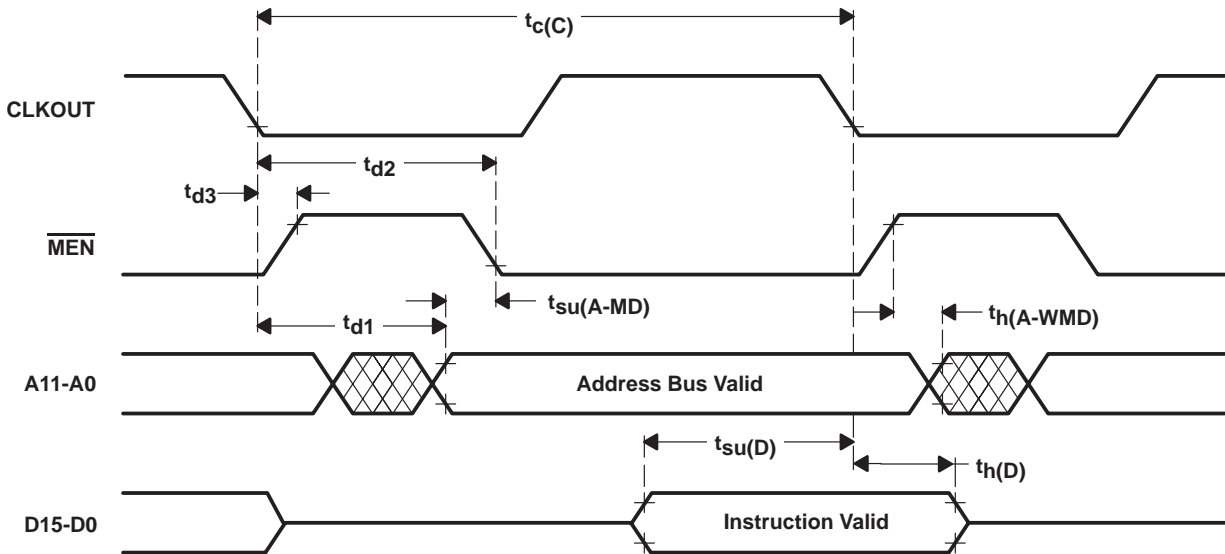 tc(C)
CLKOUT
td2
td3
MEN
tsu(A-MD)
td1
th(A-WMD)
A11-A0
Address Bus Valid
tsu(D)
th(D)
D15-D0
Instruction Valid